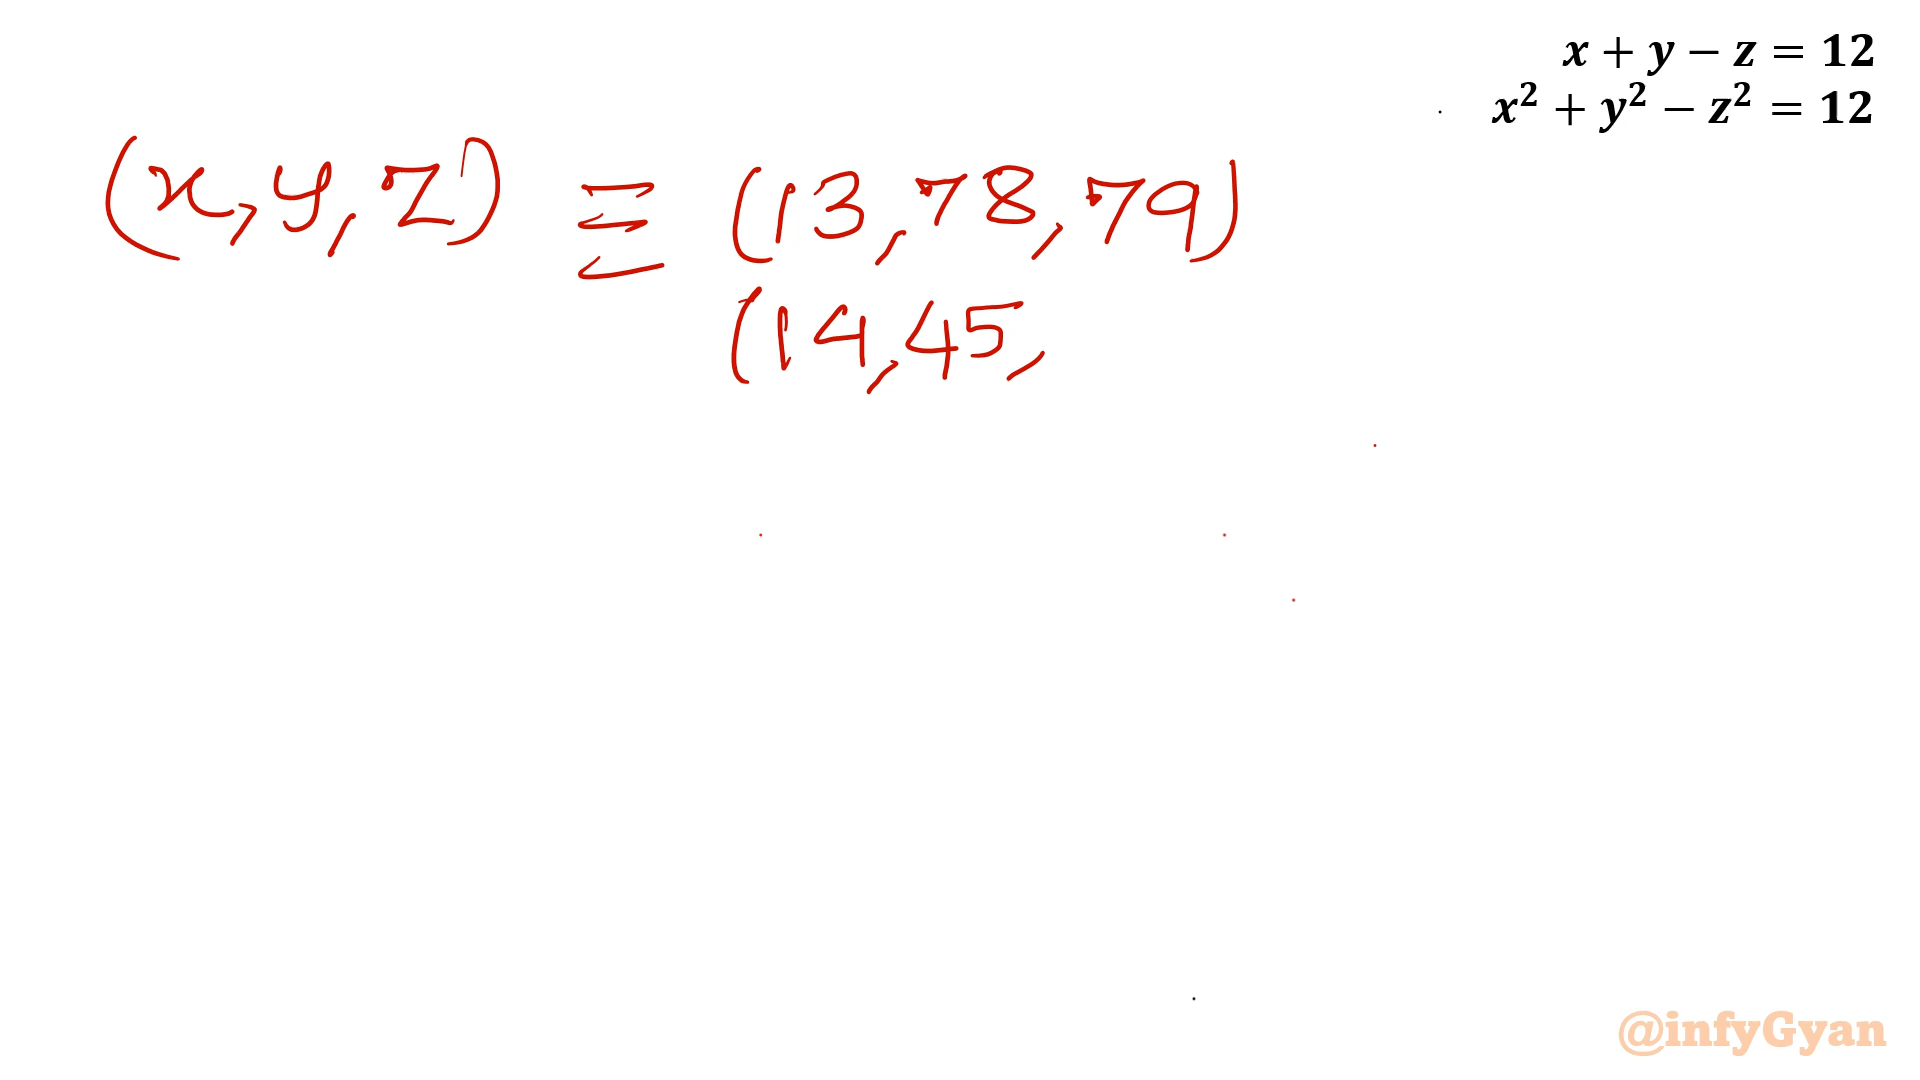 x + y − z = 12
x² + y² − z² = 12
(x, y, z) ≡ (13, 78, 79)
(14, 45,
@infyGyan